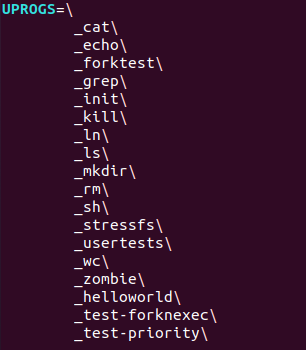 UPROGS=\
_cat\
_echo\
_forktest\
_grep\
_init\
_kill\
_ln\
_ls\
_mkdir\
_rm\
_sh\
_stressfs\
_usertests\
_wc\
_zombie\
_helloworld\
_test-forknexec\
_test-priority\